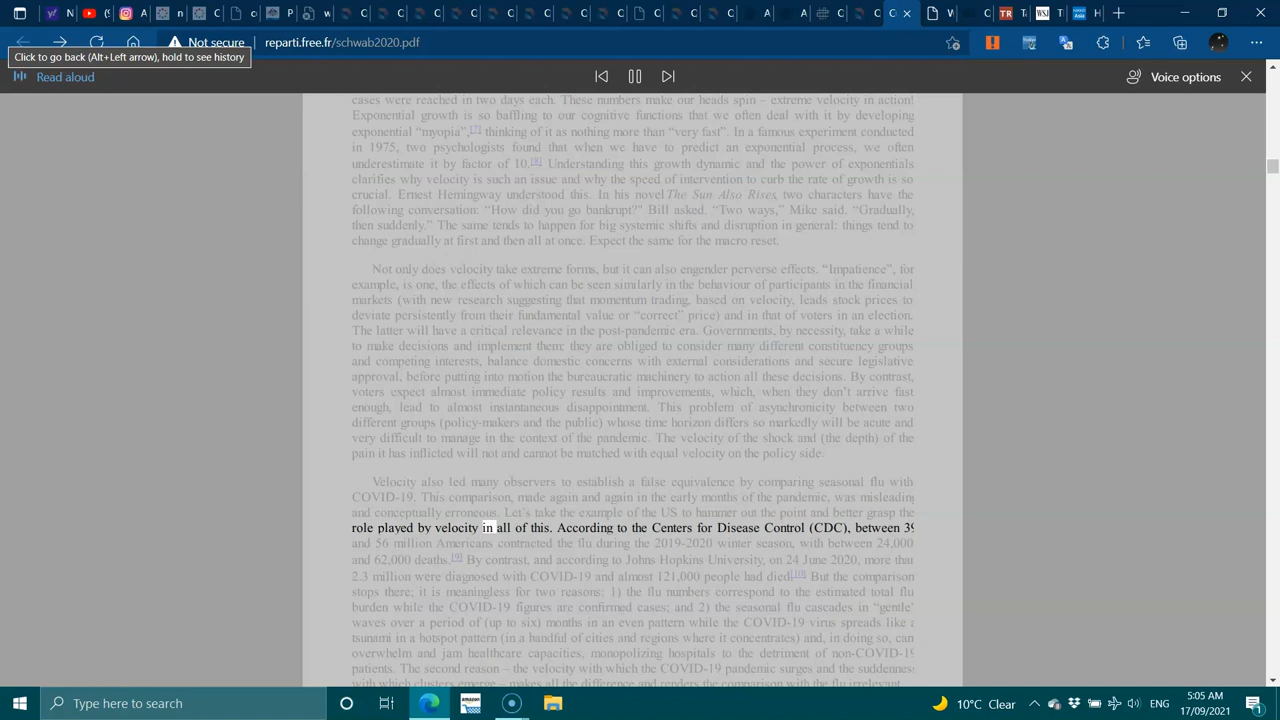 Not secure
reparti.free.fr/schwab2020.pdf
Click to go back (Alt+Left arrow), hold to see history
Read aloud
Voice options
cases were reached in two days each. These numbers make our heads spin – extreme velocity in action!
Exponential growth is so baffling to our cognitive functions that we often deal with it by developing
exponential “myopia”,[7] thinking of it as nothing more than “very fast”. In a famous experiment conducted
in 1975, two psychologists found that when we have to predict an exponential process, we often
underestimate it by factor of 10.[8] Understanding this growth dynamic and the power of exponentials
clarifies why velocity is such an issue and why the speed of intervention to curb the rate of growth is so
crucial. Ernest Hemingway understood this. In his novel The Sun Also Rises, two characters have the
following conversation: “How did you go bankrupt?” Bill asked. “Two ways,” Mike said. “Gradually,
then suddenly.” The same tends to happen for big systemic shifts and disruption in general: things tend to
change gradually at first and then all at once. Expect the same for the macro reset.
Not only does velocity take extreme forms, but it can also engender perverse effects. “Impatience”, for
example, is one, the effects of which can be seen similarly in the behaviour of participants in the financial
markets (with new research suggesting that momentum trading, based on velocity, leads stock prices to
deviate persistently from their fundamental value or “correct” price) and in that of voters in an election.
The latter will have a critical relevance in the post-pandemic era. Governments, by necessity, take a while
to make decisions and implement them; they are obliged to consider many different constituency groups
and competing interests, balance domestic concerns with external considerations and secure legislative
approval, before putting into motion the bureaucratic machinery to action all these decisions. By contrast,
voters expect almost immediate policy results and improvements, which, when they don’t arrive fast
enough, lead to almost instantaneous disappointment. This problem of asynchronicity between two
different groups (policy-makers and the public) whose time horizon differs so markedly will be acute and
very difficult to manage in the context of the pandemic. The velocity of the shock and (the depth) of the
pain it has inflicted will not and cannot be matched with equal velocity on the policy side.
Velocity also led many observers to establish a false equivalence by comparing seasonal flu with
COVID-19. This comparison, made again and again in the early months of the pandemic, was misleading
and conceptually erroneous. Let’s take the example of the US to hammer out the point and better grasp the
role played by velocity in all of this. According to the Centers for Disease Control (CDC), between 39
and 56 million Americans contracted the flu during the 2019-2020 winter season, with between 24,000
and 62,000 deaths.[9] By contrast, and according to Johns Hopkins University, on 24 June 2020, more than
2.3 million were diagnosed with COVID-19 and almost 121,000 people had died.[10] But the comparison
stops there; it is meaningless for two reasons: 1) the flu numbers correspond to the estimated total flu
burden while the COVID-19 figures are confirmed cases; and 2) the seasonal flu cascades in “gentle”
waves over a period of (up to six) months in an even pattern while the COVID-19 virus spreads like a
tsunami in a hotspot pattern (in a handful of cities and regions where it concentrates) and, in doing so, can
overwhelm and jam healthcare capacities, monopolizing hospitals to the detriment of non-COVID-19
patients. The second reason – the velocity with which the COVID-19 pandemic surges and the suddenness
with which clusters emerge – makes all the difference and renders the comparison with the flu irrelevant.
Type here to search
amazon
10°C Clear
5:05 AM
17/09/2021